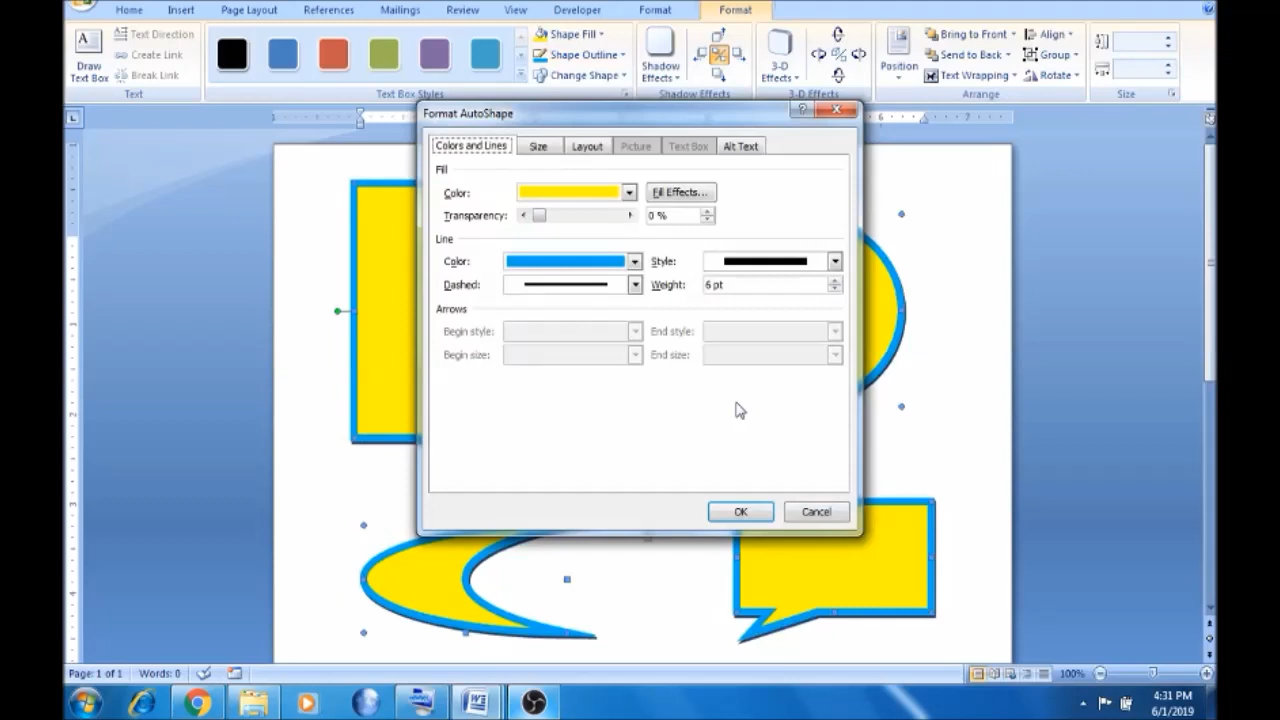 Home Insert Page Layout References Mailings Review View Developer Format Format
A Text Direction Shape Fill Bring to Front Align
Create Link Shape Outline Send to Back Group
Draw Text Box Break Link Change Shape Shadow Effects 3-D Effects Position Text Wrapping Rotate
Text Text Box Styles Shadow Effects 3-D Effects Arrange Size
Format AutoShape
Colors and Lines Size Layout Picture Text Box Alt Text
Fill
Color: Fill Effects...
Transparency: 0 %
Line
Color: Style:
Dashed: Weight: 6 pt
Arrows
Begin style: End style:
Begin size: End size:
OK Cancel
Page: 1 of 1 Words: 0 100%
4:31 PM
6/1/2019